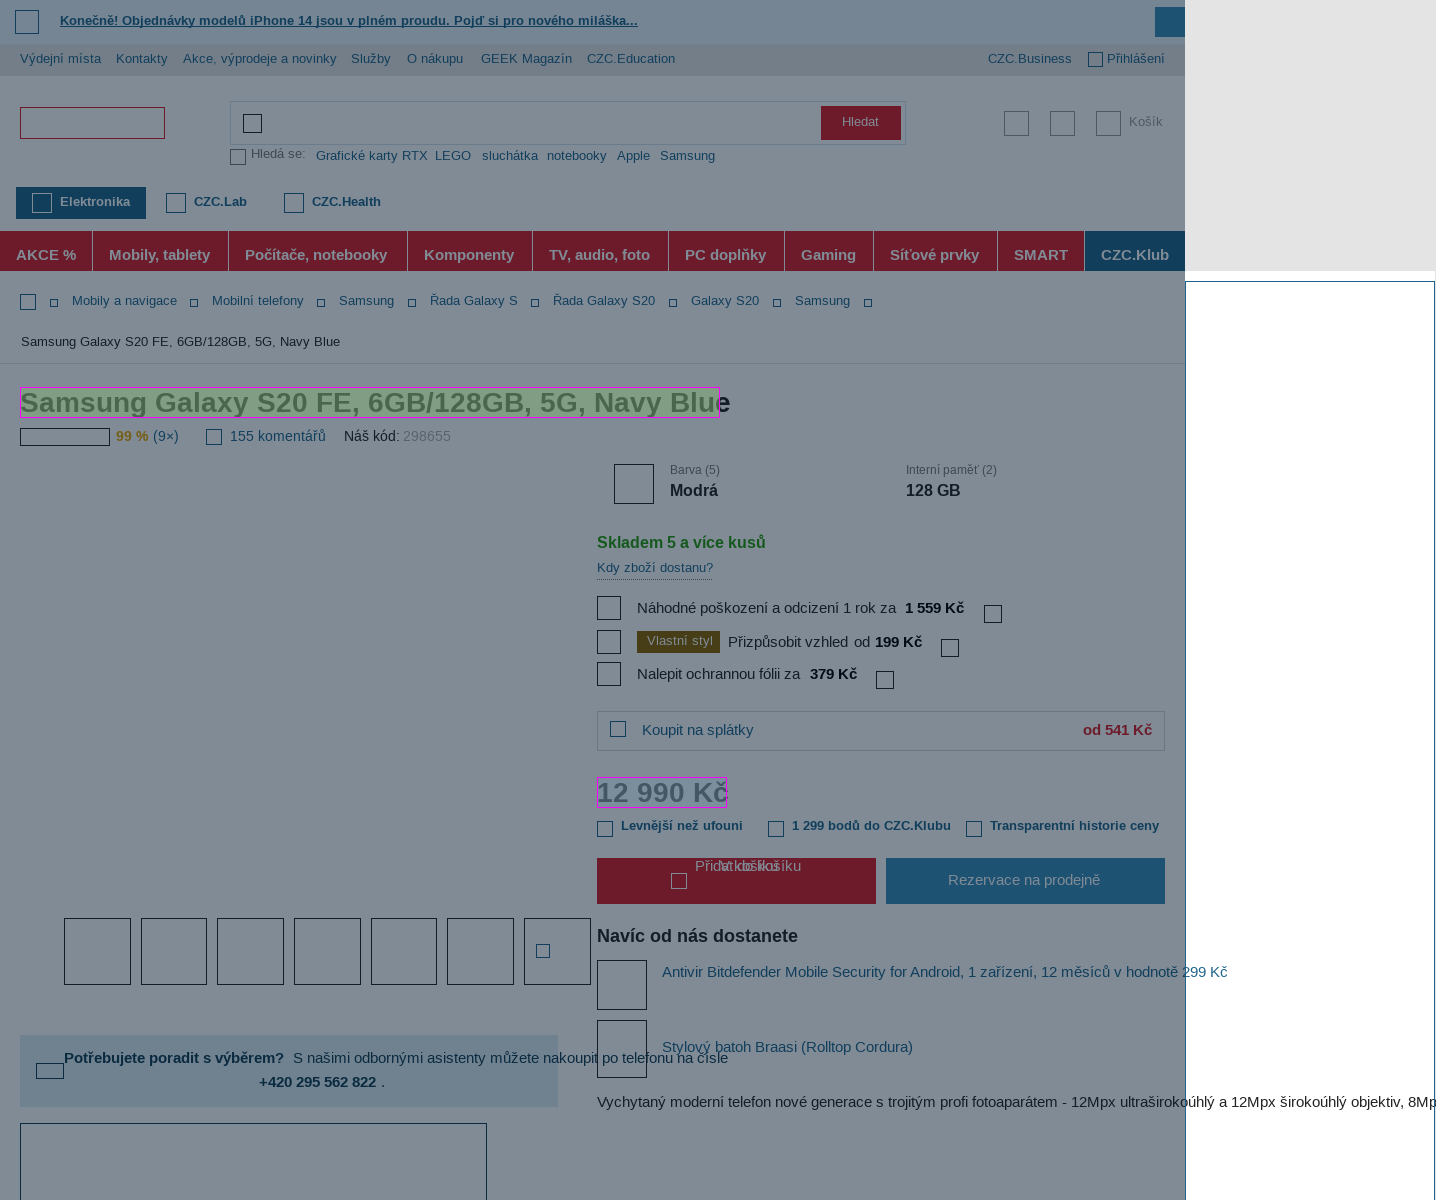 Konečně! Objednávky modelů iPhone 14 jsou v plném proudu. Pojď si pro nového miláška...
Výdejní místa Kontakty Akce, výprodeje a novinky Služby O nákupu GEEK Magazín CZC.Education CZC.Business Přihlášení
Hledat Košík
Hledá se: Grafické karty RTX LEGO sluchátka notebooky Apple Samsung
Elektronika CZC.Lab CZC.Health
AKCE % Mobily, tablety Počítače, notebooky Komponenty TV, audio, foto PC doplňky Gaming Síťové prvky SMART CZC.Klub
Mobily a navigace Mobilní telefony Samsung Řada Galaxy S Řada Galaxy S20 Galaxy S20 Samsung
Samsung Galaxy S20 FE, 6GB/128GB, 5G, Navy Blue
Samsung Galaxy S20 FE, 6GB/128GB, 5G, Navy Blue
99 % (9×) 155 komentářů Náš kód: 298655
Barva (5) Interní paměť (2)
Modrá 128 GB
Skladem 5 a více kusů
Kdy zboží dostanu?
Náhodné poškození a odcizení 1 rok za 1 559 Kč
Vlastní styl Přizpůsobit vzhled od 199 Kč
Nalepit ochrannou fólii za 379 Kč
Koupit na splátky od 541 Kč
12 990 Kč
Levnější než ufouni 1 299 bodů do CZC.Klubu Transparentní historie ceny
Přidat do košíku V košíku
Rezervace na prodejně
Navíc od nás dostanete
Antivir Bitdefender Mobile Security for Android, 1 zařízení, 12 měsíců v hodnotě 299 Kč
Stylový batoh Braasi (Rolltop Cordura)
Potřebujete poradit s výběrem? S našimi odbornými asistenty můžete nakoupit po telefonu na čísle
+420 295 562 822 .
Vychytaný moderní telefon nové generace s trojitým profi fotoaparátem - 12Mpx ultraširokoúhlý a 12Mpx širokoúhlý objektiv, 8Mp